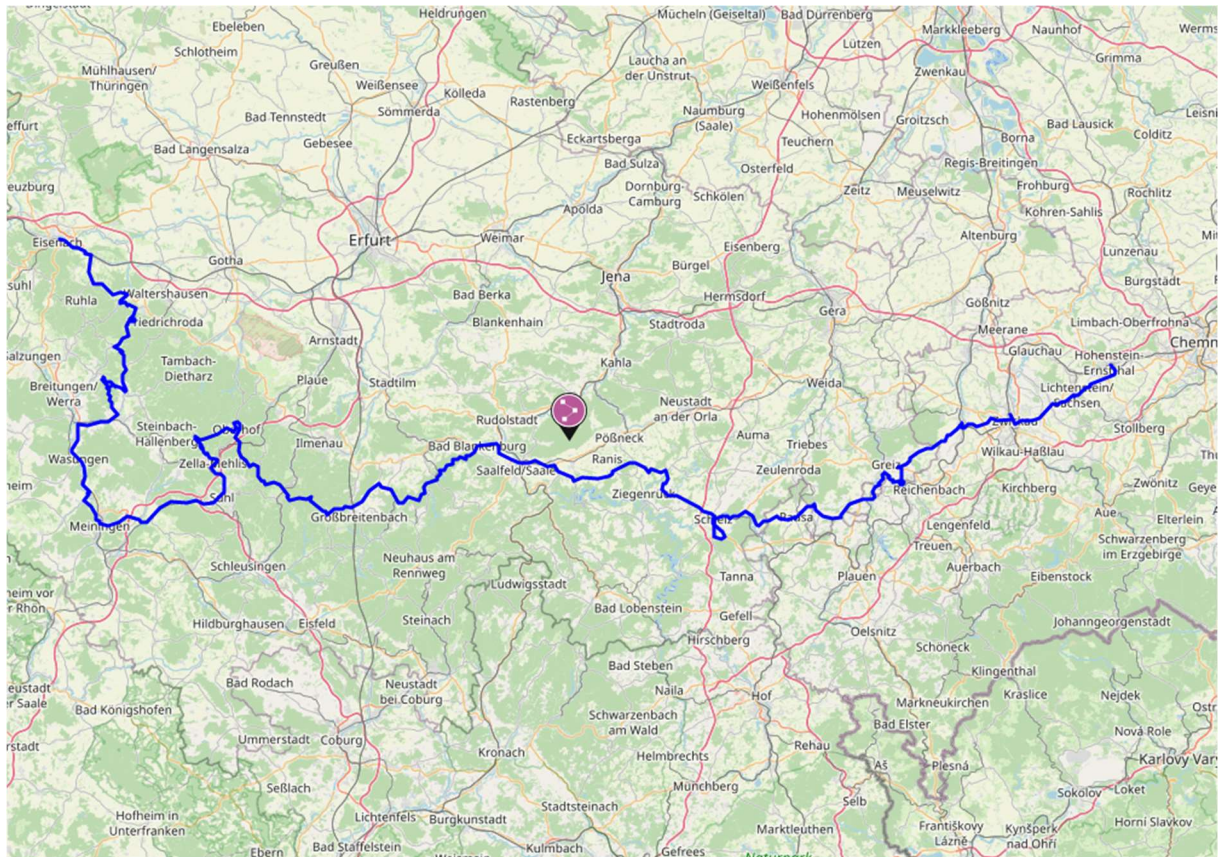 Dingelstädt
Ebeleben
Heldrungen
Mücheln (Geiseltal)
Bad Dürrenberg
Markkleeberg
Naunhof
Schlotheim
Lützen
Grimma
Mühlhausen/
Thüringen
Greußen
Weißensee
Kölleda
Laucha an
der Unstrut
Weißenfels
Zwenkau
Rastenberg
Sömmerda
Naumburg
(Saale)
Hohenmölsen
Groitzsch
Bad Tennstedt
Borna
Bad Lausick
Colditz
Gebesee
Eckartsberga
Teuchern
Bad Langensalza
Bad Sulza
Osterfeld
Regis-Breitingen
Dornburg-
Camburg
Schkölen
Zeitz
Meuselwitz
Frohburg
Rochlitz
Apolda
Kohren-Sahlis
Eisenach
Erfurt
Weimar
Eisenberg
Altenburg
Lunzenau
Gotha
Jena
Bürgel
Burgstädt
Ruhla
Waltershausen
Bad Berka
Hermsdorf
Gößnitz
Friedrichroda
Blankenhain
Stadtroda
Gera
Meerane
Limbach-Oberfrohna
Arnstadt
Chemn
Glauchau
Hohenstein-
Ernstthal
Tambach-
Dietharz
Kahla
Breitungen/
Werra
Plaue
Stadtilm
Weida
Lichtenstein/
Sachsen
Neustadt
an der Orla
Rudolstadt
Steinbach-
Hallenberg
Oberhof
Ilmenau
Bad Blankenburg
Pößneck
Auma
Triebes
Zwickau
Stollberg
Wasungen
Zella-Mehlis
Saalfeld/Saale
Ranis
Zeulenroda
Greiz
Wilkau-Haßlau
Suhl
Ziegenrück
Reichenbach
Kirchberg
Zwönitz
Meiningen
Großbreitenbach
Schleiz
Pausa
Aue
Lengenfeld
Elterlein
Neuhaus am
Rennweg
Treuen
Schwarzenberg
im Erzgebirge
Schleusingen
Ludwigsstadt
Tanna
Plauen
Auerbach
Eibenstock
Bad Lobenstein
Gefell
Hildburghausen
Eisfeld
Steinach
Hirschberg
Oelsnitz
Johanngeorgenstadt
Schöneck
Bad Steben
Klingenthal
Bad Rodach
Neustadt
bei Coburg
Naila
Hof
Markneukirchen
Kraslice
Nejdek
Bad Königshofen
Schwarzenbach
am Wald
Bad Elster
Nová Role
Ummerstadt
Coburg
Kronach
Helmbrechts
Rehau
Aš
Plesná
Karlovy Vary
Seßlach
Münchberg
Selb
Sokolov
Loket
Hofheim in
Unterfranken
Lichtenfels
Burgkunstadt
Stadtsteinach
Marktleuthen
Františkovy
Lázně
Kynšperk
nad Ohří
Horní Slavkov
Ebern
Bad Staffelstein
Kulmbach
Gefrees
Naturpark